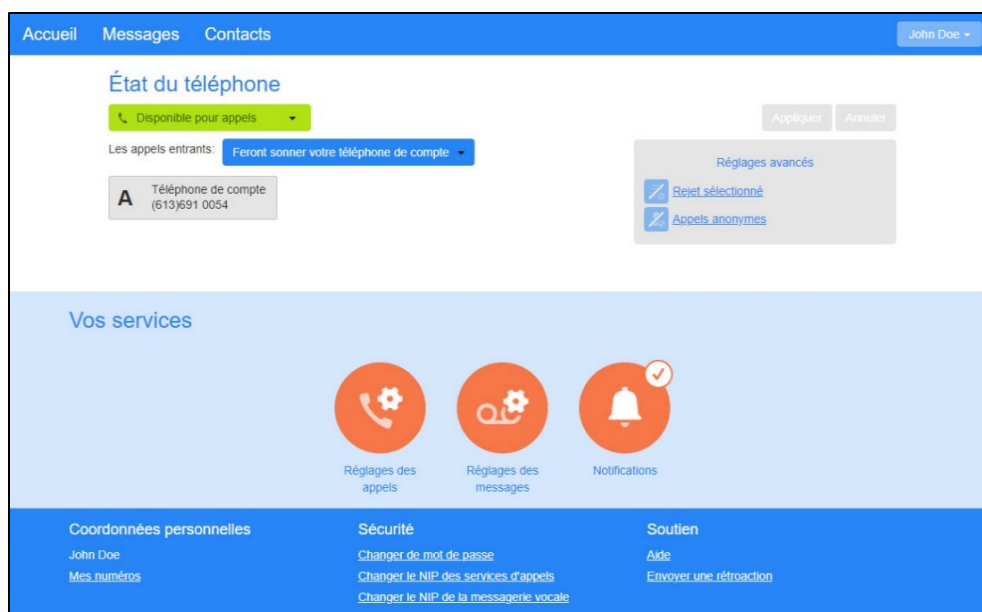 Accueil Messages Contacts John Doe
État du téléphone
Disponible pour appels Appliquer Annuler
Les appels entrants: Feront sonner votre téléphone de compte
Réglages avancés
A Téléphone de compte
(613)691 0054
Rejet sélectionné
Appels anonymes
Vos services
Réglages des appels
Réglages des messages
Notifications
Coordonnées personnelles
John Doe
Mes numéros
Sécurité
Changer de mot de passe
Changer le NIP des services d'appels
Changer le NIP de la messagerie vocale
Soutien
Aide
Envoyer une rétroaction